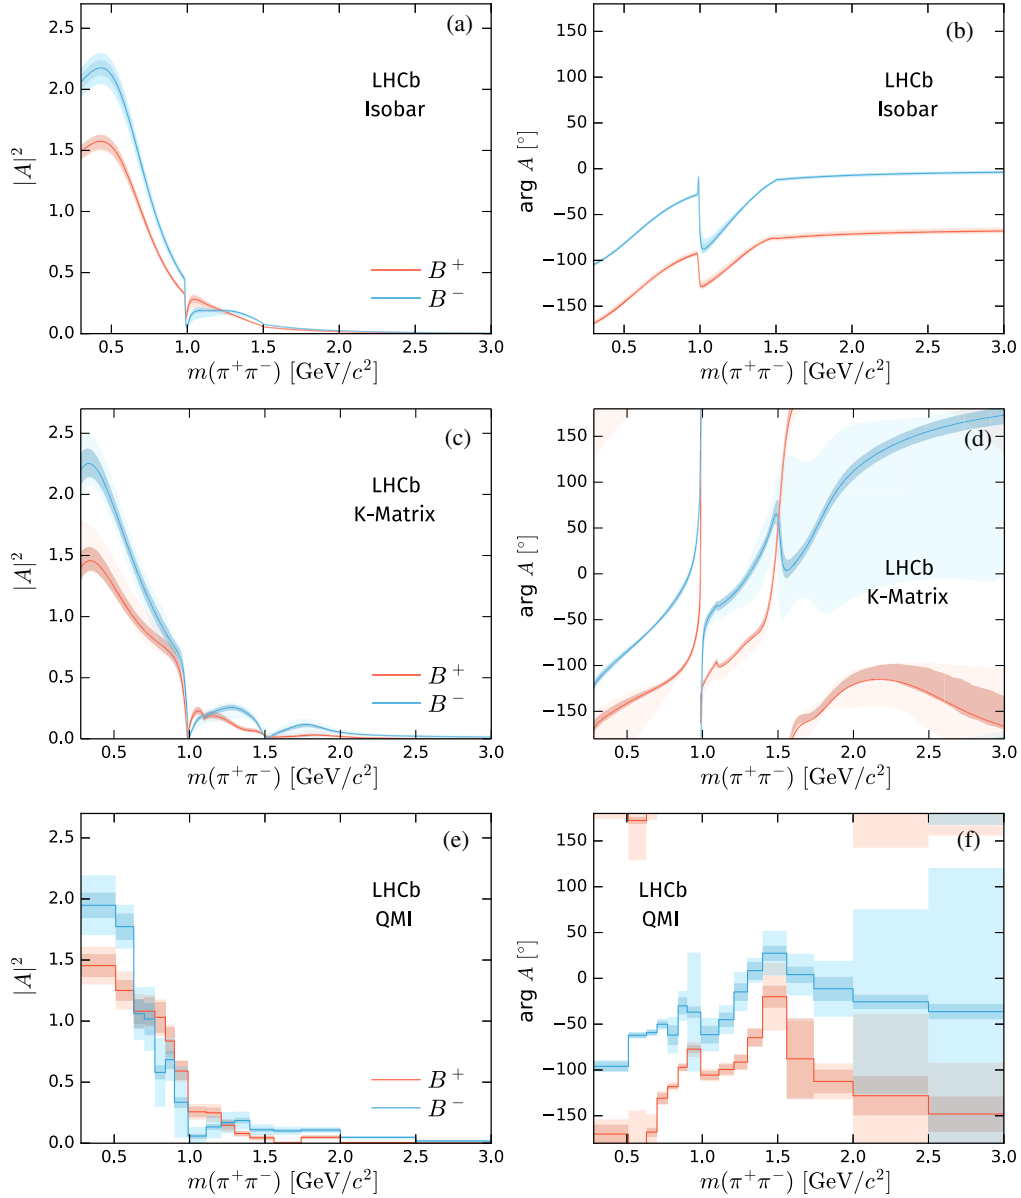 (a)
LHCb
Isobar
|A|²
2.5
2.0
1.5
1.0
0.5
0.0
B⁺
B⁻
0.5 1.0 1.5 2.0 2.5 3.0
m(π⁺π⁻) [GeV/c²]
(b)
LHCb
Isobar
arg A [°]
150
100
50
0
−50
−100
−150
0.5 1.0 1.5 2.0 2.5 3.0
m(π⁺π⁻) [GeV/c²]
(c)
LHCb
K-Matrix
|A|²
2.5
2.0
1.5
1.0
0.5
0.0
B⁺
B⁻
0.5 1.0 1.5 2.0 2.5 3.0
m(π⁺π⁻) [GeV/c²]
(d)
LHCb
K-Matrix
arg A [°]
150
100
50
0
−50
−100
−150
0.5 1.0 1.5 2.0 2.5 3.0
m(π⁺π⁻) [GeV/c²]
(e)
LHCb
QMI
|A|²
2.5
2.0
1.5
1.0
0.5
0.0
B⁺
B⁻
0.5 1.0 1.5 2.0 2.5 3.0
m(π⁺π⁻) [GeV/c²]
(f)
LHCb
QMI
arg A [°]
150
100
50
0
−50
−100
−150
0.5 1.0 1.5 2.0 2.5 3.0
m(π⁺π⁻) [GeV/c²]